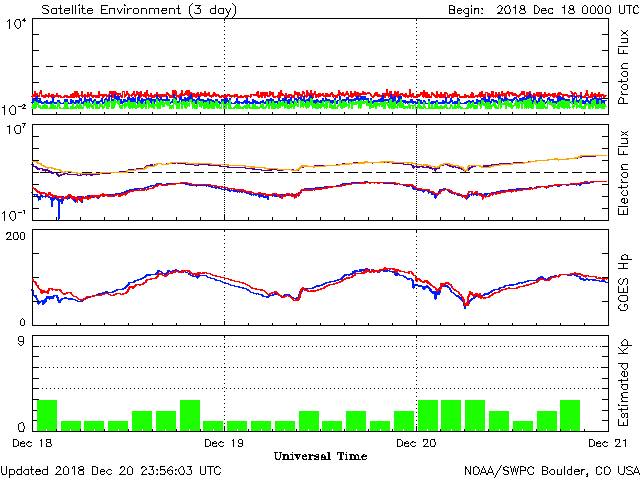 Satellite Environment (3 day) Begin: 2018 Dec 18 0000 UTC
10^4
10^-2
Proton Flux
10^7
10^-1
Electron Flux
200
0
GOES Hp
9
0
Estimated Kp
Dec 18 Dec 19 Dec 20 Dec 21
Universal Time
Updated 2018 Dec 20 23:56:03 UTC NOAA/SWPC Boulder, CO USA